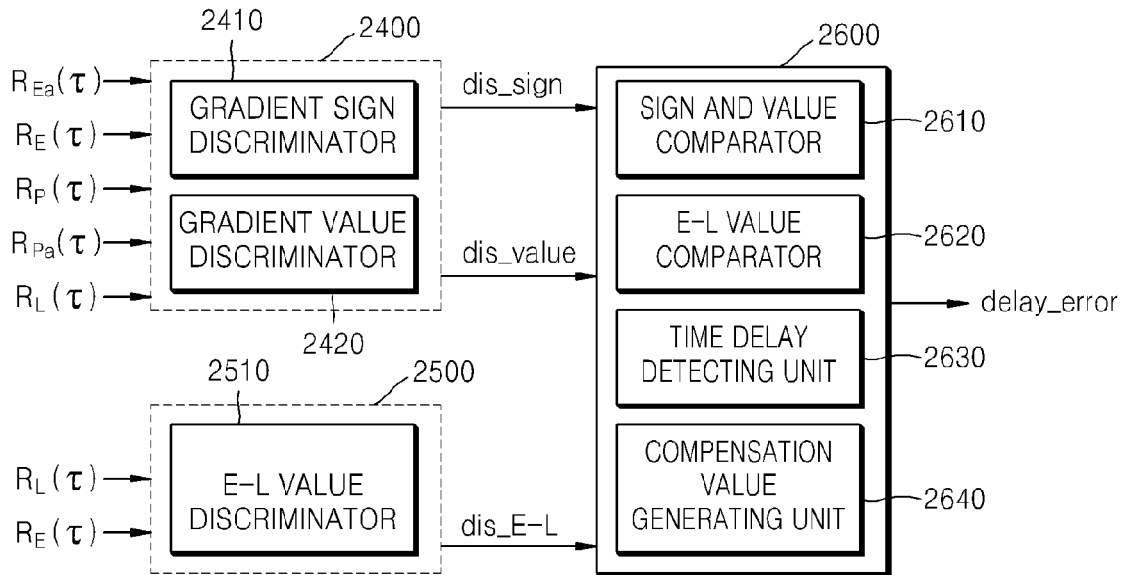 2410
2400
2600
R_Ea(τ)
R_E(τ)
R_P(τ)
R_Pa(τ)
R_L(τ)
GRADIENT SIGN
DISCRIMINATOR
GRADIENT VALUE
DISCRIMINATOR
2420
dis_sign
dis_value
SIGN AND VALUE
COMPARATOR
2610
E-L VALUE
COMPARATOR
2620
TIME DELAY
DETECTING UNIT
2630
COMPENSATION
VALUE
GENERATING UNIT
2640
delay_error
2510
2500
R_L(τ)
R_E(τ)
E-L VALUE
DISCRIMINATOR
dis_E-L